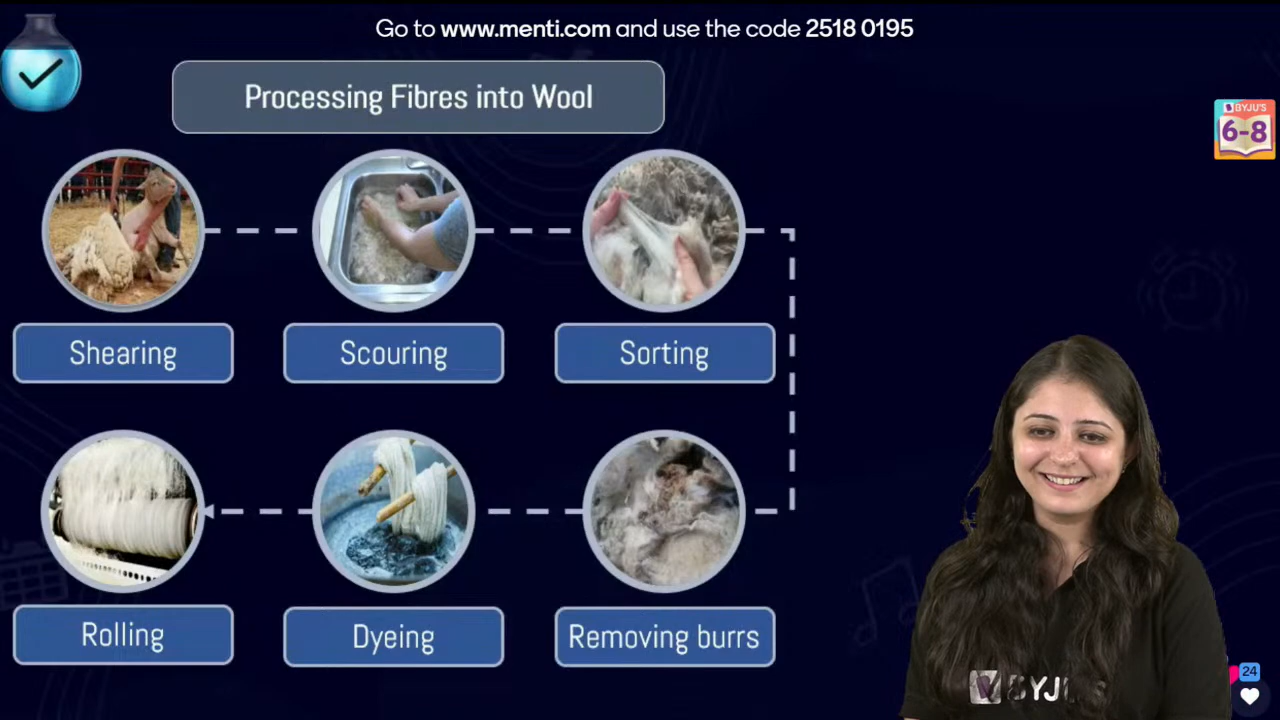 Go to www.menti.com and use the code 2518 0195
Processing Fibres into Wool
BYJU'S
6-8
Shearing
Scouring
Sorting
Rolling
Dyeing
Removing burrs
BYJU'S
24